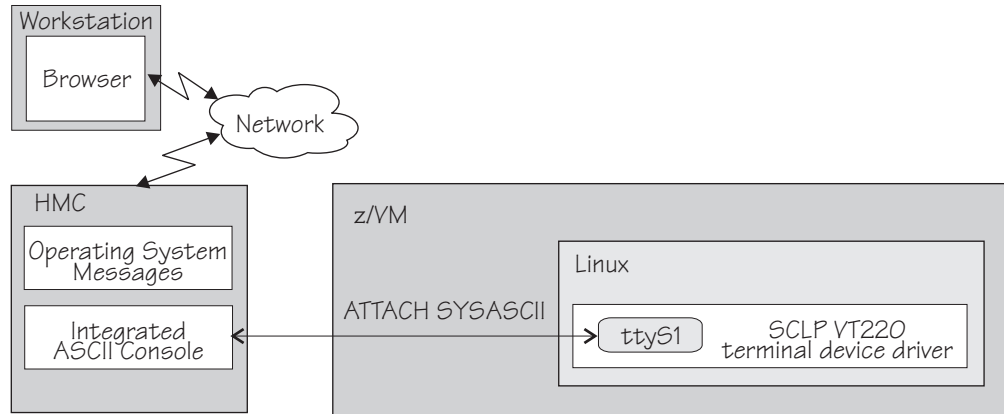 Workstation
Browser
Network
HMC
Operating System
Messages
Integrated
ASCII Console
z/VM
ATTACH SYSASCII
Linux
ttyS1
SCLP VT220
terminal device driver